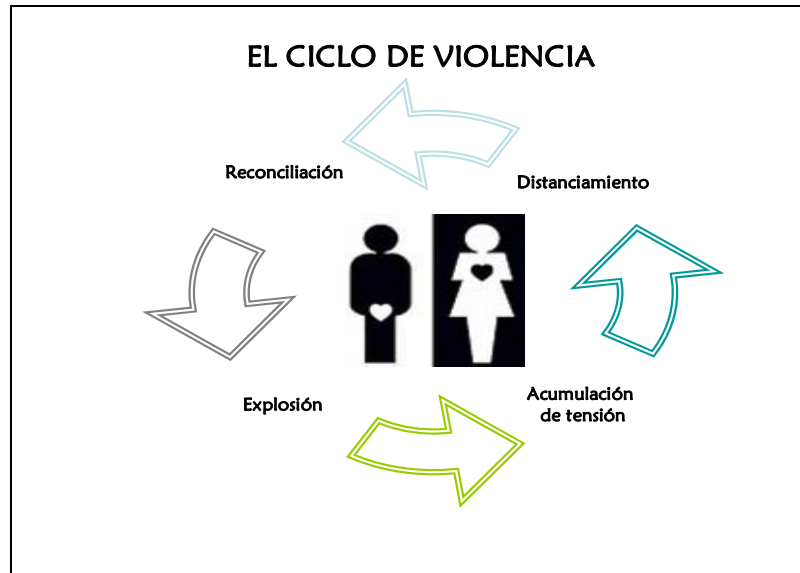 EL CICLO DE VIOLENCIA
Reconciliación
Distanciamiento
Explosión
Acumulación
de tensión